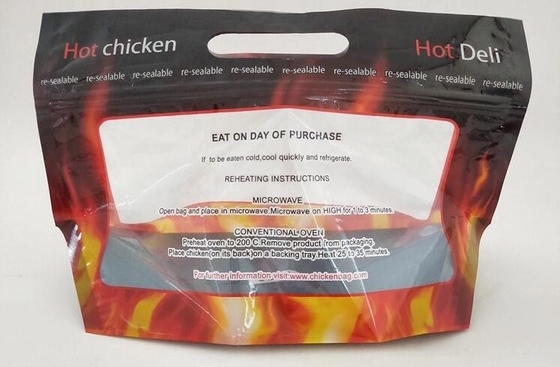 Hot chicken Hot Deli
re-sealable re-sealable re-sealable re-sealable re-sealable re-sealable re-sealable re-sealable re-sealable re-sealable
EAT ON DAY OF PURCHASE
If to be eaten cold,cool quickly and refrigerate.
REHEATING INSTRUCTIONS
MICROWAVE
Open bag and place in microwave.Microwave on HIGH for 1 to 3 minutes.
CONVENTIONAL OVEN
Preheat oven to 200 C.Remove product from packaging.
Place chicken(on its back)on a backing tray.Heat 25 to 35 minutes.
For further information visit:www.chickenbag.com